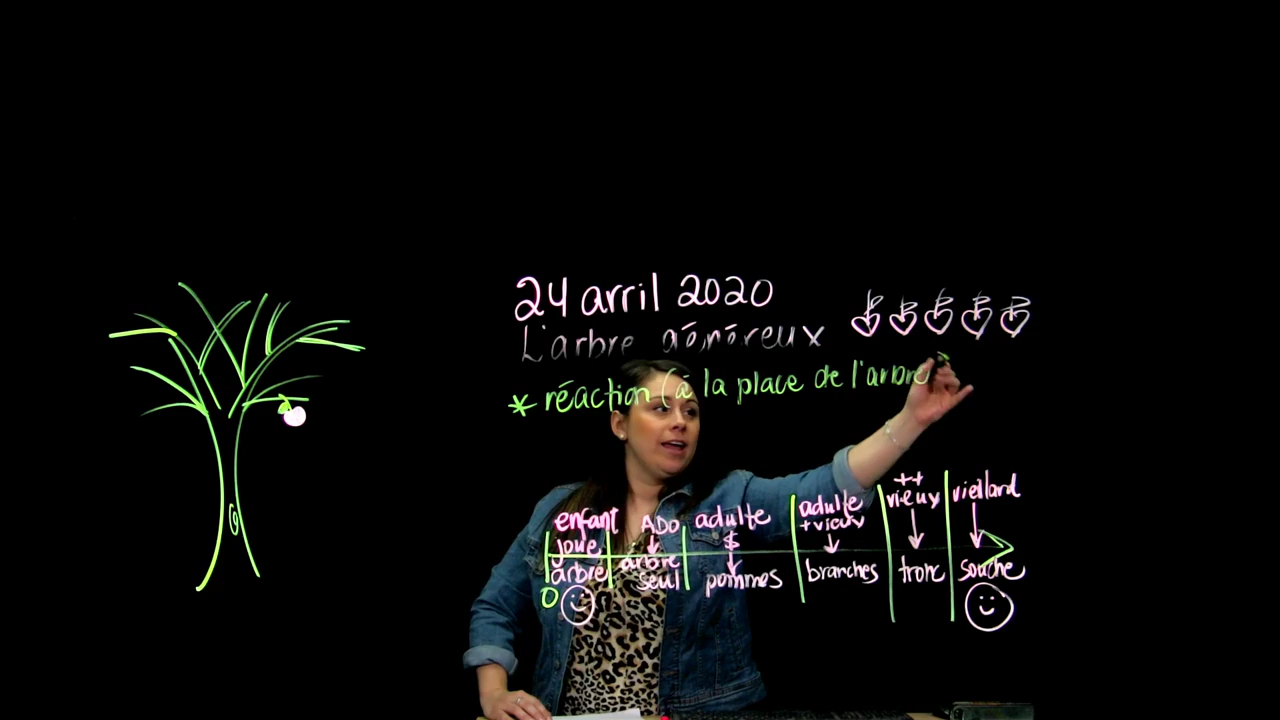 24 avril 2020
L'arbre généreux
* réaction (à la place de l'arbre)
enfant
joue
arbre
0
ADO
arbre
seul
adulte
$
pommes
adulte
+vieux
branches
++
vieux
tronc
vieillard
souche